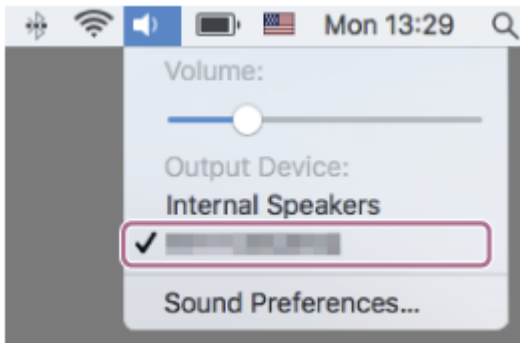 Mon 13:29
Volume:
Output Device:
Internal Speakers
Sound Preferences...